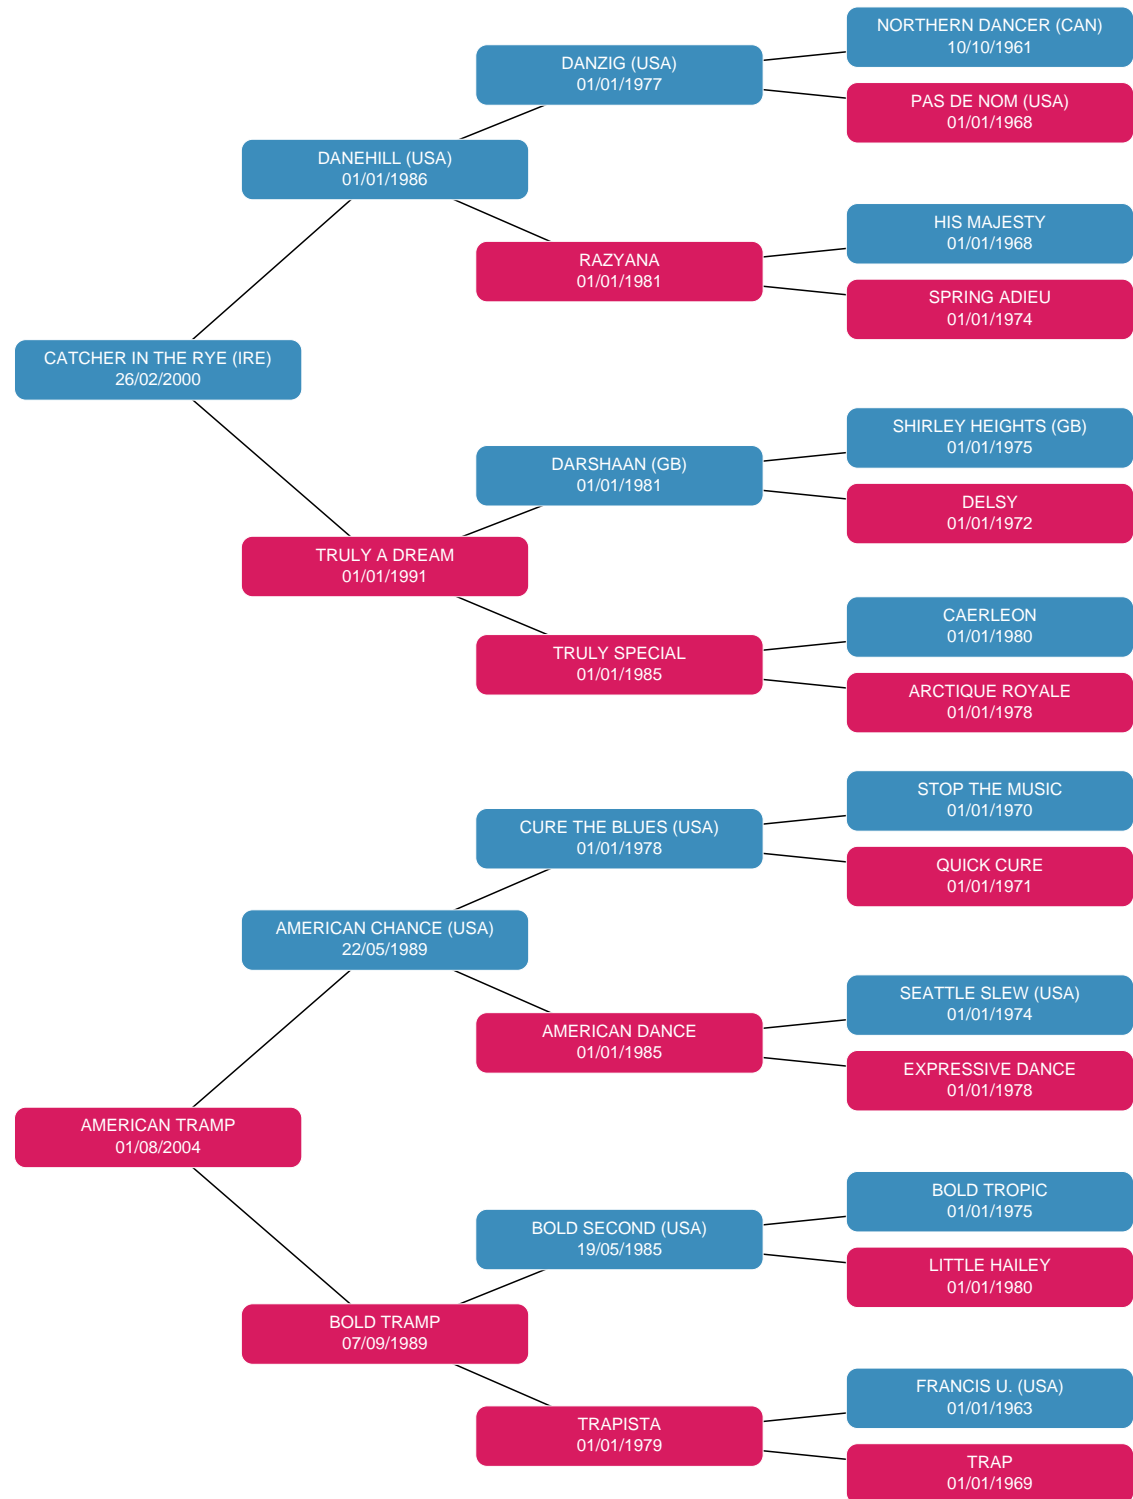 NORTHERN DANCER (CAN)
10/10/1961
DANZIG (USA)
01/01/1977
PAS DE NOM (USA)
01/01/1968
DANEHILL (USA)
01/01/1986
HIS MAJESTY
01/01/1968
RAZYANA
01/01/1981
SPRING ADIEU
01/01/1974
CATCHER IN THE RYE (IRE)
26/02/2000
SHIRLEY HEIGHTS (GB)
01/01/1975
DARSHAAN (GB)
01/01/1981
DELSY
01/01/1972
TRULY A DREAM
01/01/1991
CAERLEON
01/01/1980
TRULY SPECIAL
01/01/1985
ARCTIQUE ROYALE
01/01/1978
STOP THE MUSIC
01/01/1970
CURE THE BLUES (USA)
01/01/1978
QUICK CURE
01/01/1971
AMERICAN CHANCE (USA)
22/05/1989
SEATTLE SLEW (USA)
01/01/1974
AMERICAN DANCE
01/01/1985
EXPRESSIVE DANCE
01/01/1978
AMERICAN TRAMP
01/08/2004
BOLD TROPIC
01/01/1975
BOLD SECOND (USA)
19/05/1985
LITTLE HAILEY
01/01/1980
BOLD TRAMP
07/09/1989
FRANCIS U. (USA)
01/01/1963
TRAPISTA
01/01/1979
TRAP
01/01/1969